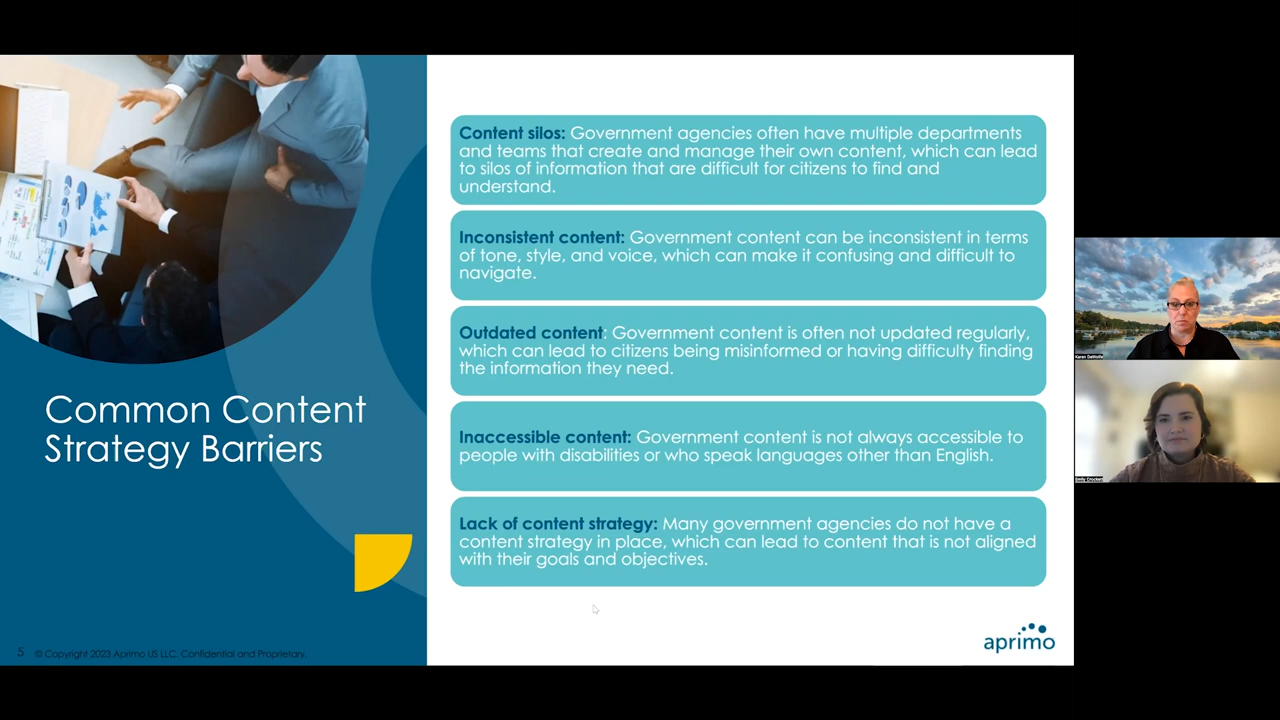 Common Content
Strategy Barriers
Content silos: Government agencies often have multiple departments
and teams that create and manage their own content, which can lead
to silos of information that are difficult for citizens to find and
understand.
Inconsistent content: Government content can be inconsistent in terms
of tone, style, and voice, which can make it confusing and difficult to
navigate.
Outdated content: Government content is often not updated regularly,
which can lead to citizens being misinformed or having difficulty finding
the information they need.
Inaccessible content: Government content is not always accessible to
people with disabilities or who speak languages other than English.
Lack of content strategy: Many government agencies do not have a
content strategy in place, which can lead to content that is not aligned
with their goals and objectives.
5 © Copyright 2023 Aprimo US LLC. Confidential and Proprietary.
aprimo
Karen DeWolfe
Emily Crockett